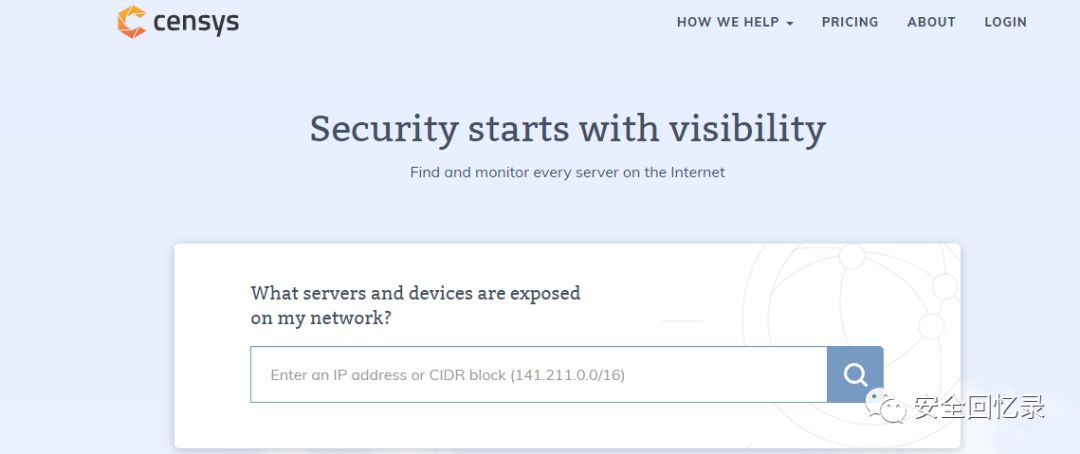 censys
HOW WE HELP PRICING ABOUT LOGIN
Security starts with visibility
Find and monitor every server on the Internet
What servers and devices are exposed
on my network?
Enter an IP address or CIDR block (141.211.0.0/16)
安全回忆录